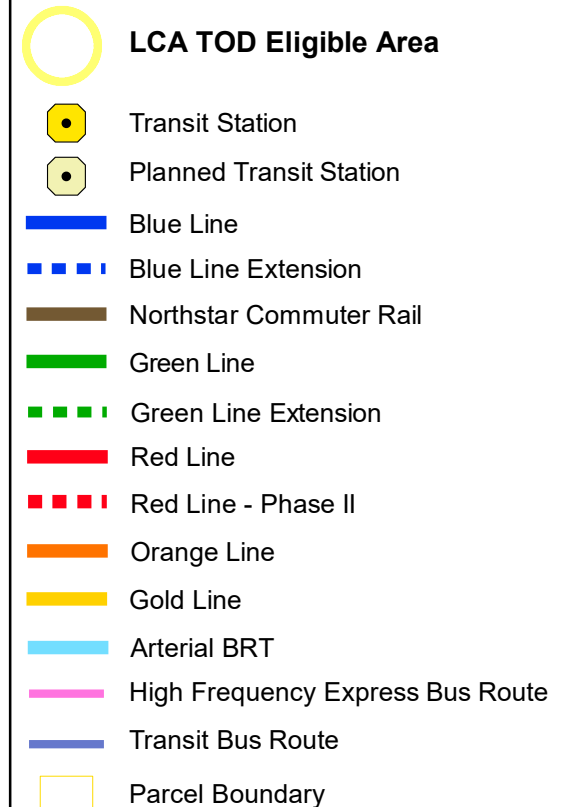 LCA TOD Eligible Area
Transit Station
Planned Transit Station
Blue Line
Blue Line Extension
Northstar Commuter Rail
Green Line
Green Line Extension
Red Line
Red Line - Phase II
Orange Line
Gold Line
Arterial BRT
High Frequency Express Bus Route
Transit Bus Route
Parcel Boundary